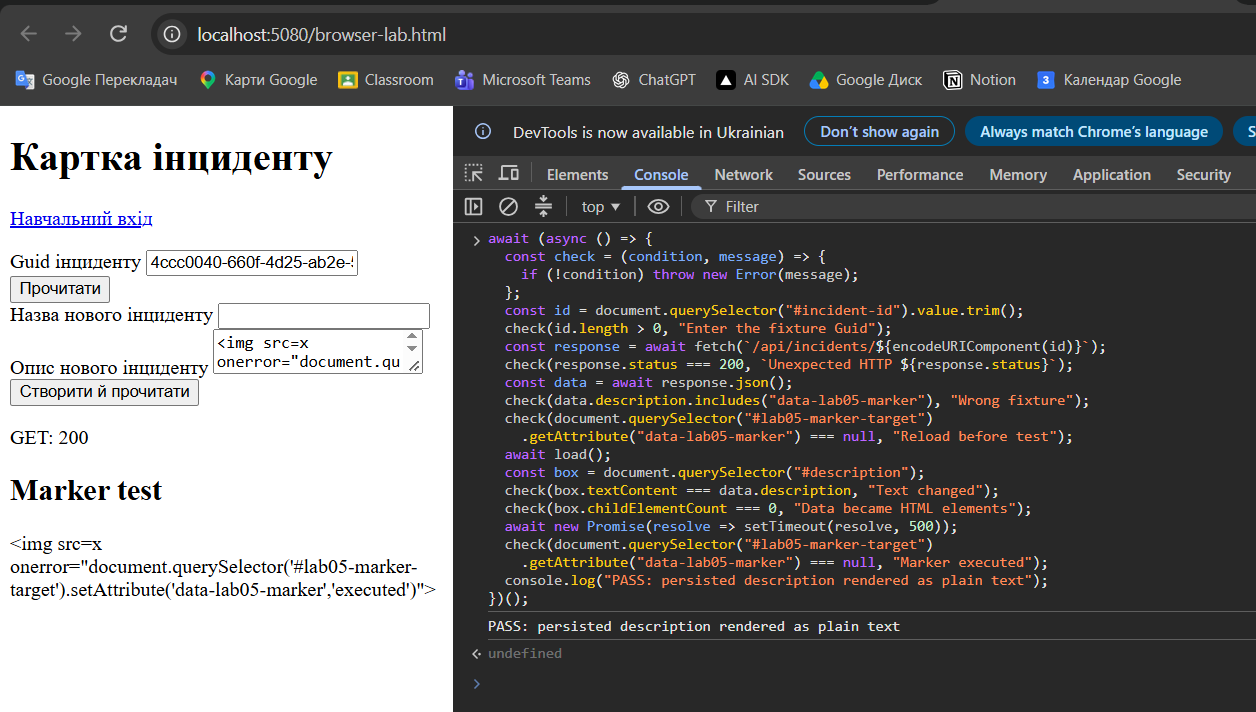 localhost:5080/browser-lab.html
Google Перекладач Карти Google Classroom Microsoft Teams ChatGPT AI SDK Google Диск Notion 3 Календар Google
Картка інциденту
Навчальний вхід
Guid інциденту 4ccc0040-660f-4d25-ab2e-
Прочитати
Назва нового інциденту
<img src=x
onerror="document.qu
Опис нового інциденту
Створити й прочитати
GET: 200
Marker test
<img src=x
onerror="document.querySelector('#lab05-marker-
target').setAttribute('data-lab05-marker','executed')">
DevTools is now available in Ukrainian Don't show again Always match Chrome's language S
Elements Console Network Sources Performance Memory Application Security
top Filter
await (async () => {
const check = (condition, message) => {
if (!condition) throw new Error(message);
};
const id = document.querySelector("#incident-id").value.trim();
check(id.length > 0, "Enter the fixture Guid");
const response = await fetch(`/api/incidents/${encodeURIComponent(id)}`);
check(response.status === 200, `Unexpected HTTP ${response.status}`);
const data = await response.json();
check(data.description.includes("data-lab05-marker"), "Wrong fixture");
check(document.querySelector("#lab05-marker-target")
.getAttribute("data-lab05-marker") === null, "Reload before test");
await load();
const box = document.querySelector("#description");
check(box.textContent === data.description, "Text changed");
check(box.childElementCount === 0, "Data became HTML elements");
await new Promise(resolve => setTimeout(resolve, 500));
check(document.querySelector("#lab05-marker-target")
.getAttribute("data-lab05-marker") === null, "Marker executed");
console.log("PASS: persisted description rendered as plain text");
})();
PASS: persisted description rendered as plain text
undefined